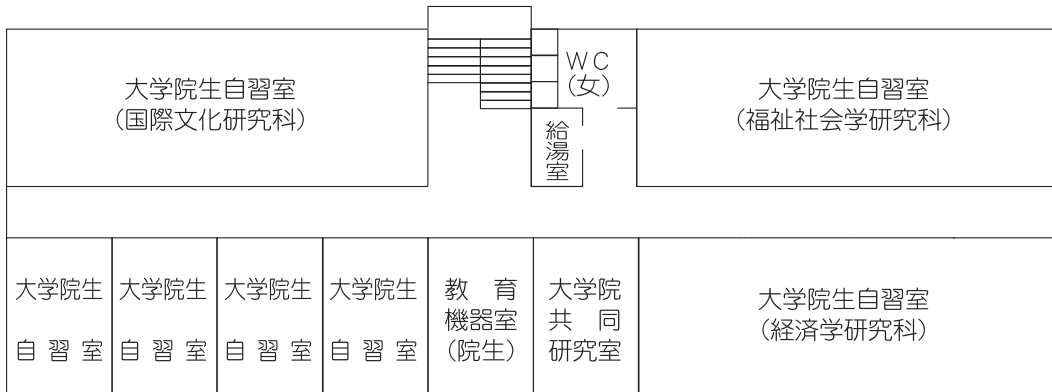 大学院生自習室
(国際文化研究科)
WC
(女)
給湯室
大学院生自習室
(福祉社会学研究科)
大学院生
自習室
大学院生
自習室
大学院生
自習室
大学院生
自習室
教育
機器室
(院生)
大学院
共同
研究室
大学院生自習室
(経済学研究科)